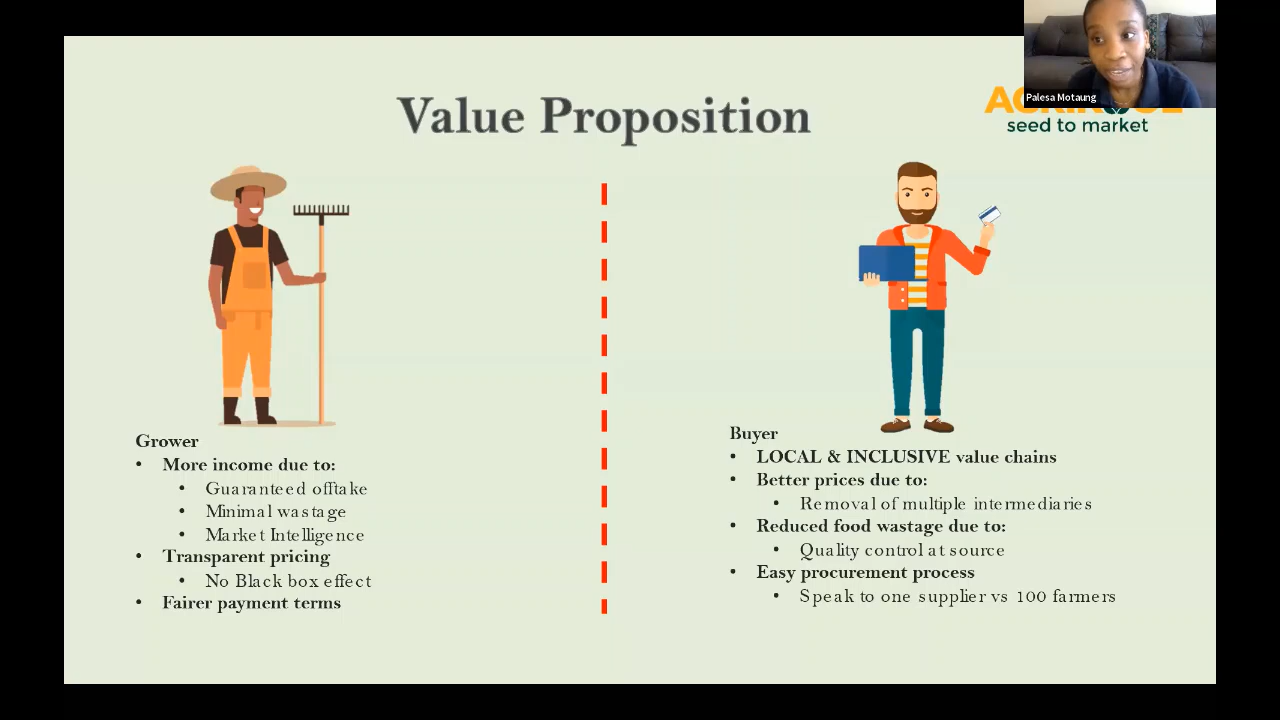 Palesa Motaung
seed to market
Value Proposition
Grower
• More income due to:
• Guaranteed offtake
• Minimal wastage
• Market Intelligence
• Transparent pricing
• No Black box effect
• Fairer payment terms
Buyer
• LOCAL & INCLUSIVE value chains
• Better prices due to:
• Removal of multiple intermediaries
• Reduced food wastage due to:
• Quality control at source
• Easy procurement process
• Speak to one supplier vs 100 farmers